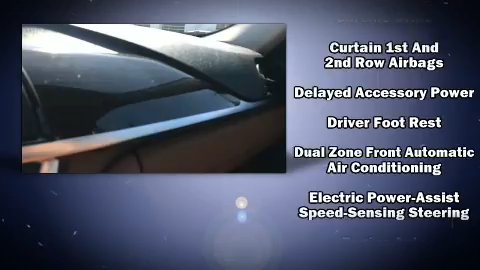 Curtain 1st And
2nd Row Airbags
Delayed Accessory Power
Driver Foot Rest
Dual Zone Front Automatic
Air Conditioning
Electric Power-Assist
Speed-Sensing Steering